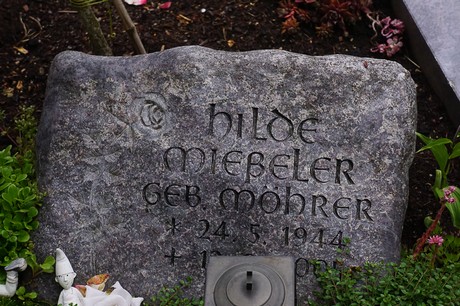 Hilde
Mießeler
Geb. Möhrer
* 24.5.1944